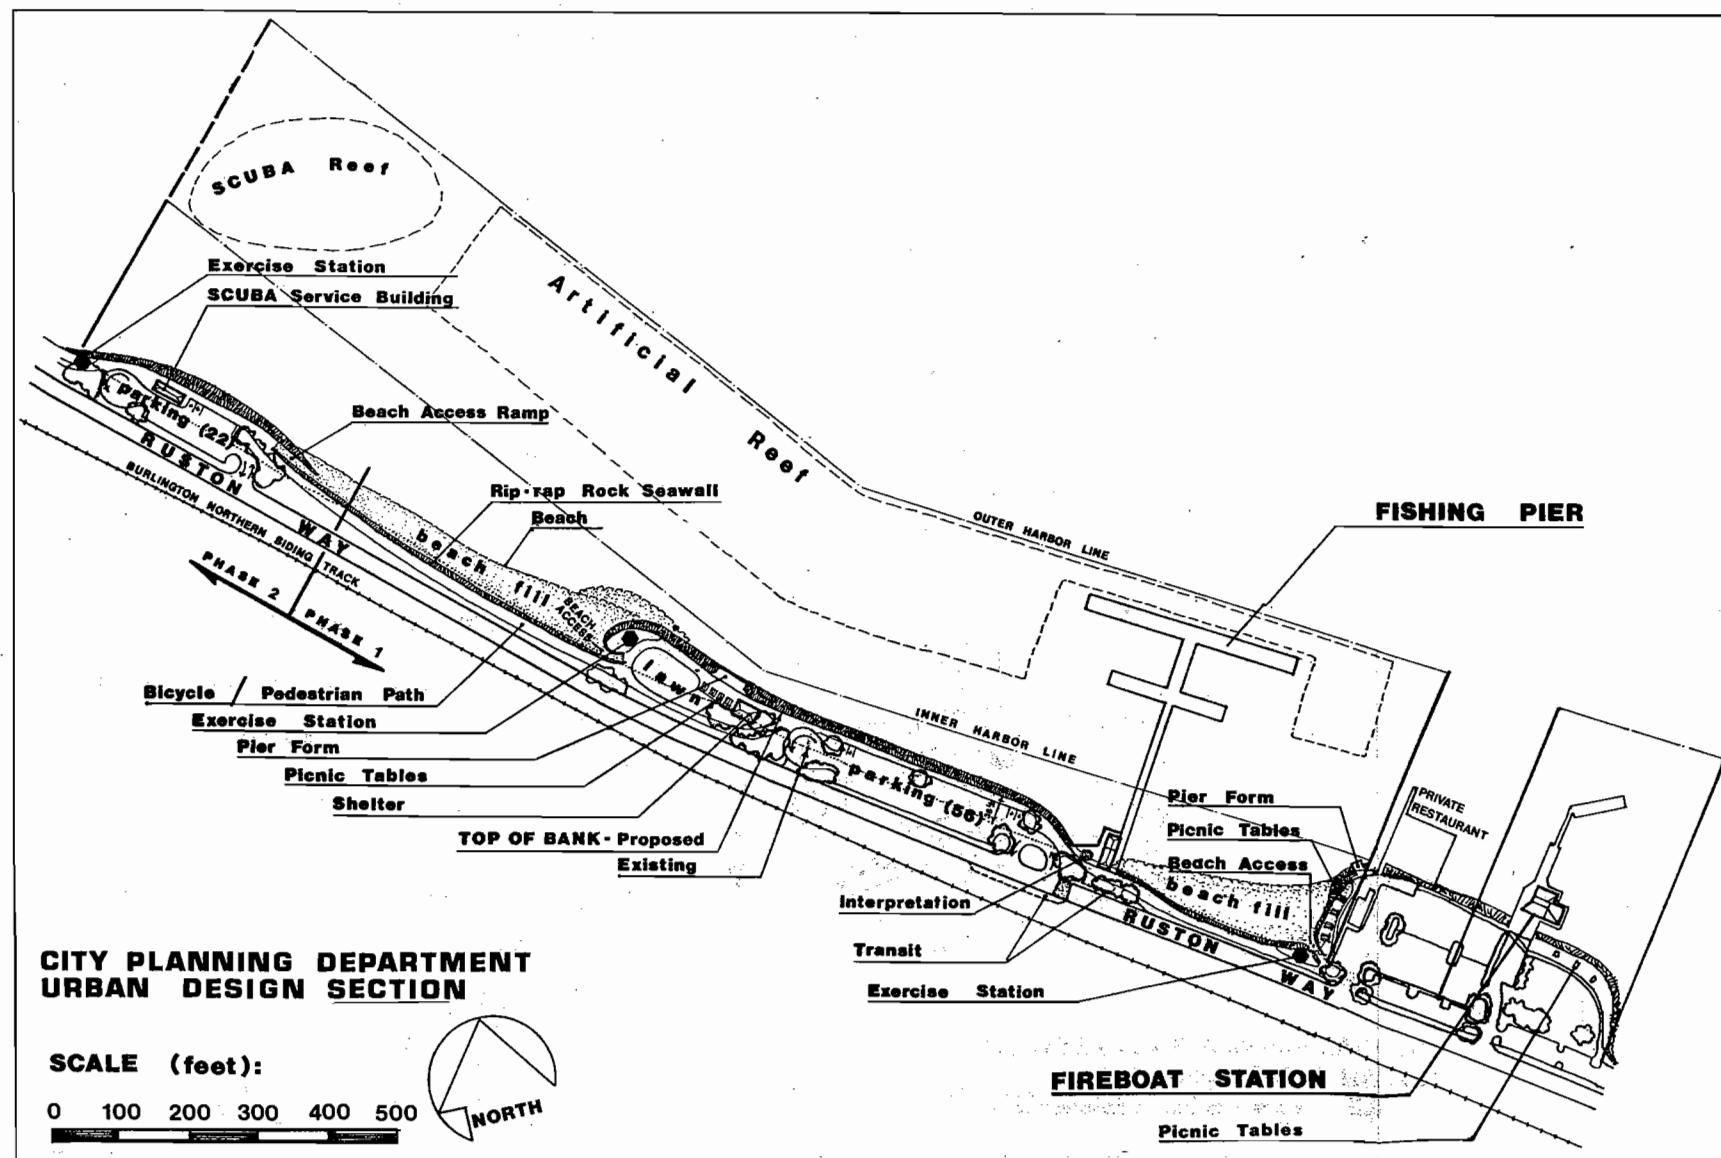 SCUBA Reef
Exercise Station
SCUBA Service Building
Artificial Reef
parking (22)
Beach Access Ramp
RUSTON WAY
BURLINGTON NORTHERN SIDING TRACK
Rip-rap Rock Seawall
Beach
beach fill
BEACH ACCESS
OUTER HARBOR LINE
FISHING PIER
PHASE 2
PHASE 1
lawn
Bicycle / Pedestrian Path
Exercise Station
Pier Form
Picnic Tables
Shelter
TOP OF BANK - Proposed
Existing
INNER HARBOR LINE
parking (56)
Pier Form
Picnic Tables
Beach Access
PRIVATE
RESTAURANT
beach fill
Interpretation
Transit
Exercise Station
RUSTON WAY
FIREBOAT STATION
Picnic Tables
CITY PLANNING DEPARTMENT
URBAN DESIGN SECTION
SCALE (feet):
0 100 200 300 400 500
NORTH